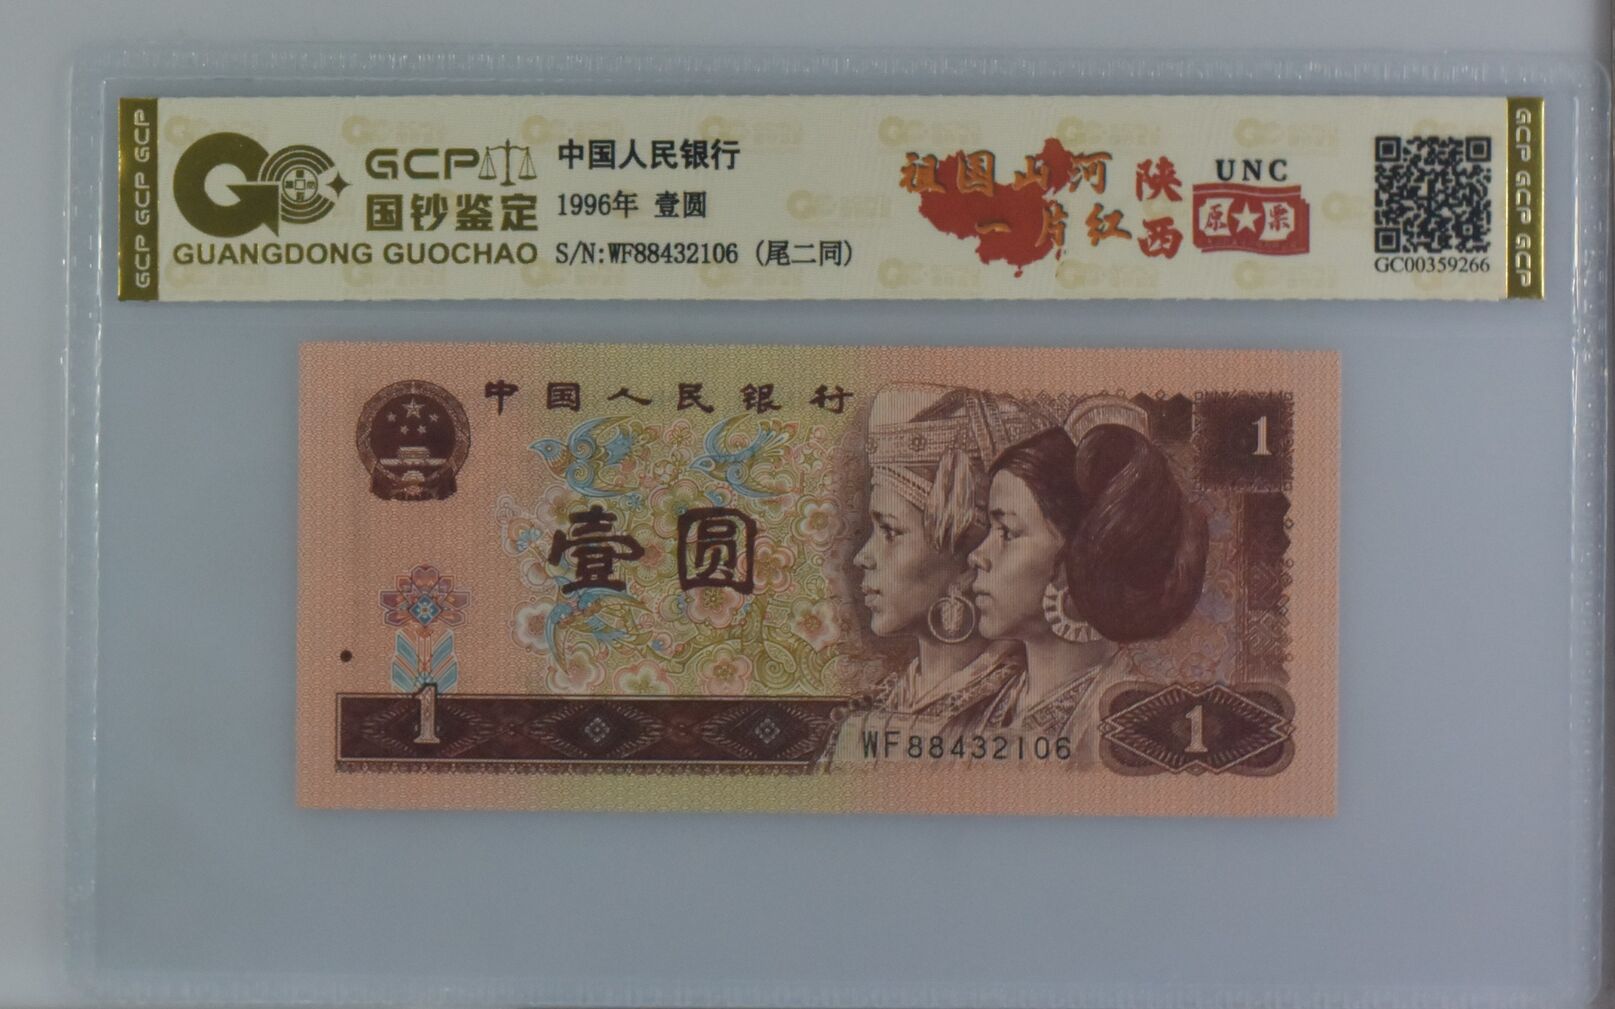 GCP GCP GCP
GCP
国钞鉴定
GUANGDONG GUOCHAO
中国人民银行
1996年 壹圆
S/N:WF88432106 (尾二同)
祖国山河
一片红
陕西
UNC
原票
GC00359266
GCP GCP GCP
中国人民银行
1
壹圆
1
WF88432106
1